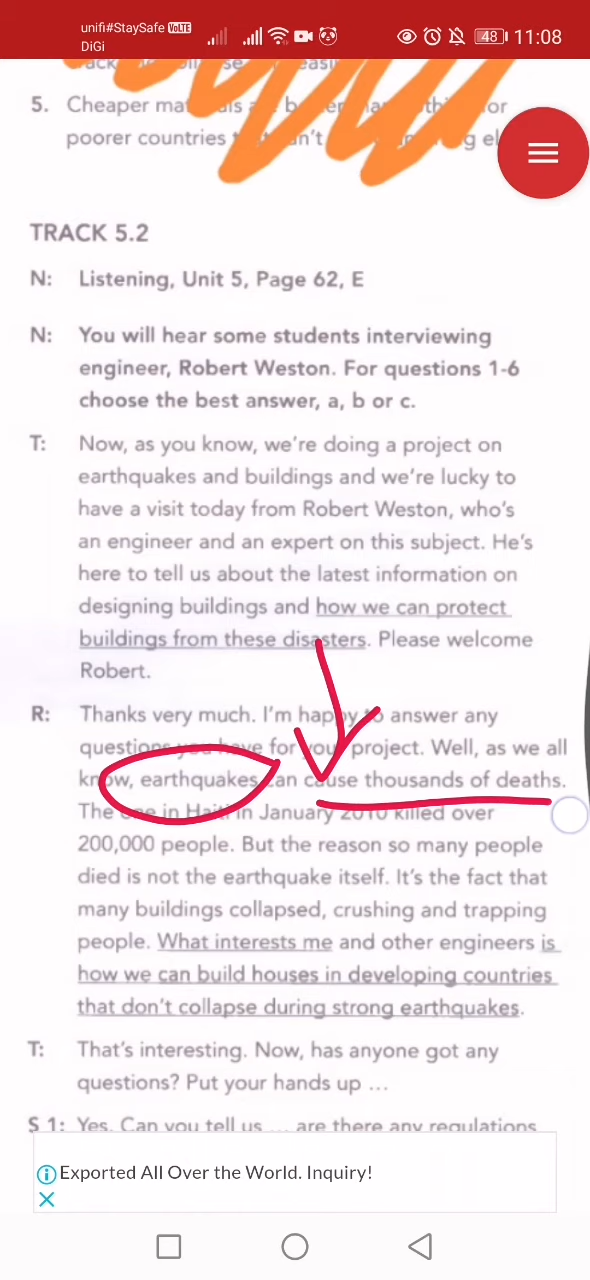 unifi#StaySafe VoLTE
DiGi
48 11:08
5. Cheaper
poorer countries
TRACK 5.2
N: Listening, Unit 5, Page 62, E
N: You will hear some students interviewing
engineer, Robert Weston. For questions 1-6
choose the best answer, a, b or c.
T: Now, as you know, we're doing a project on
earthquakes and buildings and we're lucky to
have a visit today from Robert Weston, who's
an engineer and an expert on this subject. He's
here to tell us about the latest information on
designing buildings and how we can protect
buildings from these disasters. Please welcome
Robert.
R: Thanks very much. I'm happy to answer any
questions you have for your project. Well, as we all
know, earthquakes can cause thousands of deaths.
The one in Haiti in January 2010 killed over
200,000 people. But the reason so many people
died is not the earthquake itself. It's the fact that
many buildings collapsed, crushing and trapping
people. What interests me and other engineers is
how we can build houses in developing countries
that don't collapse during strong earthquakes.
T: That's interesting. Now, has anyone got any
questions? Put your hands up ...
S 1: Yes. Can you tell us ... are there any regulations
Exported All Over the World. Inquiry!